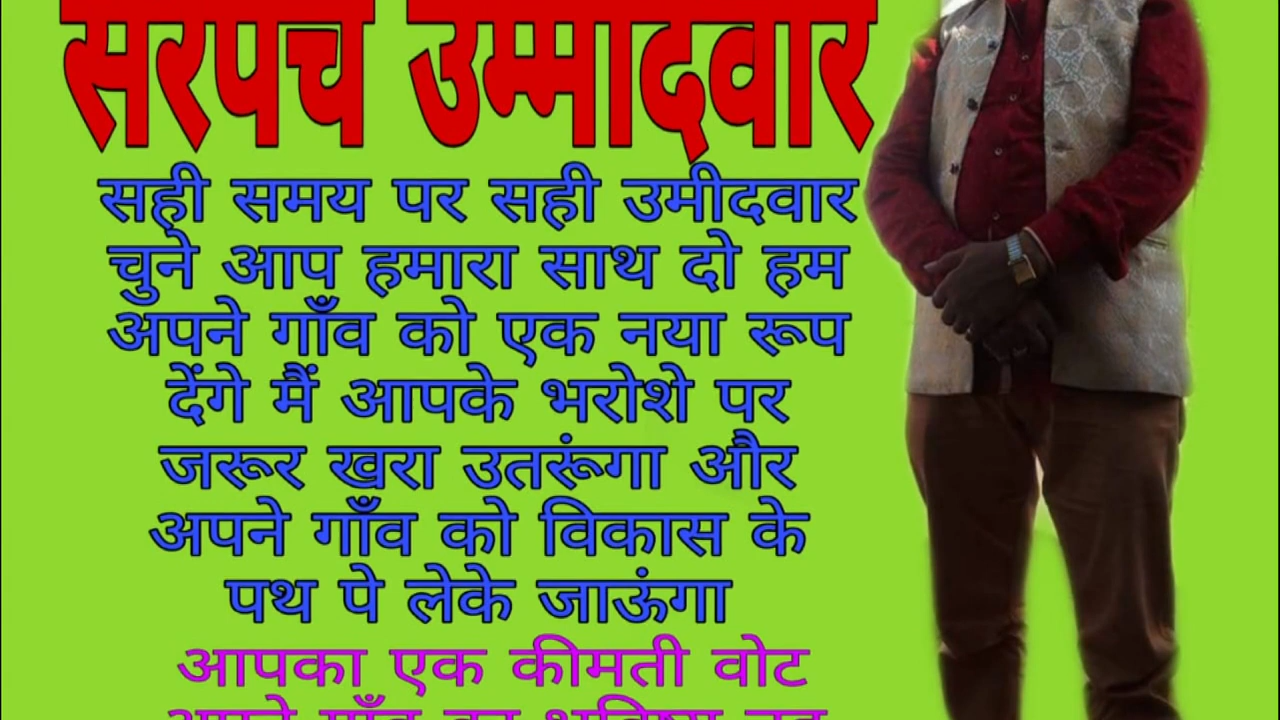 सरपंच उम्मीदवार
सही समय पर सही उमीदवार
चुने आप हमारा साथ दो हम
अपने गाँव को एक नया रूप
देंगे मैं आपके भरोशे पर
जरूर खरा उतरूंगा और
अपने गाँव को विकास के
पथ पे लेके जाऊंगा
आपका एक कीमती वोट